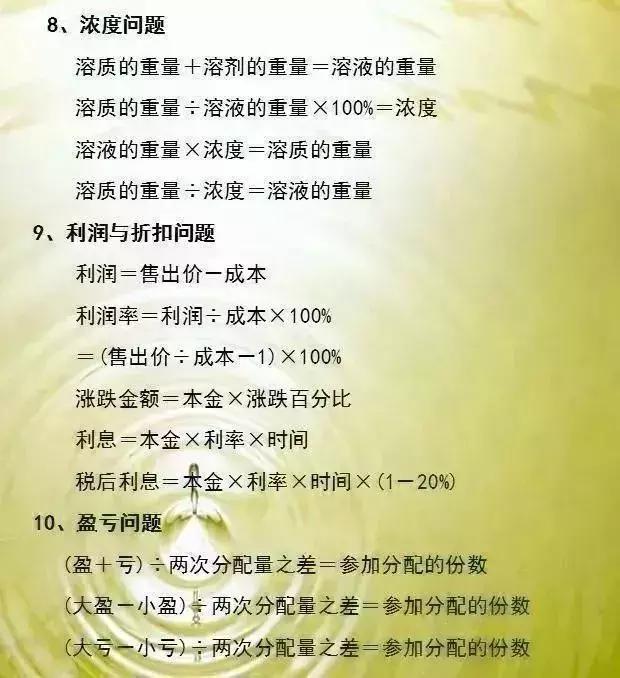 8、浓度问题
溶质的重量＋溶剂的重量＝溶液的重量
溶质的重量÷溶液的重量×100%＝浓度
溶液的重量×浓度＝溶质的重量
溶质的重量÷浓度＝溶液的重量
9、利润与折扣问题
利润＝售出价－成本
利润率＝利润÷成本×100%
＝(售出价÷成本－1)×100%
涨跌金额＝本金×涨跌百分比
利息＝本金×利率×时间
税后利息＝本金×利率×时间×(1－20%)
10、盈亏问题
(盈＋亏)÷两次分配量之差＝参加分配的份数
(大盈－小盈)÷两次分配量之差＝参加分配的份数
(大亏－小亏)÷两次分配量之差＝参加分配的份数